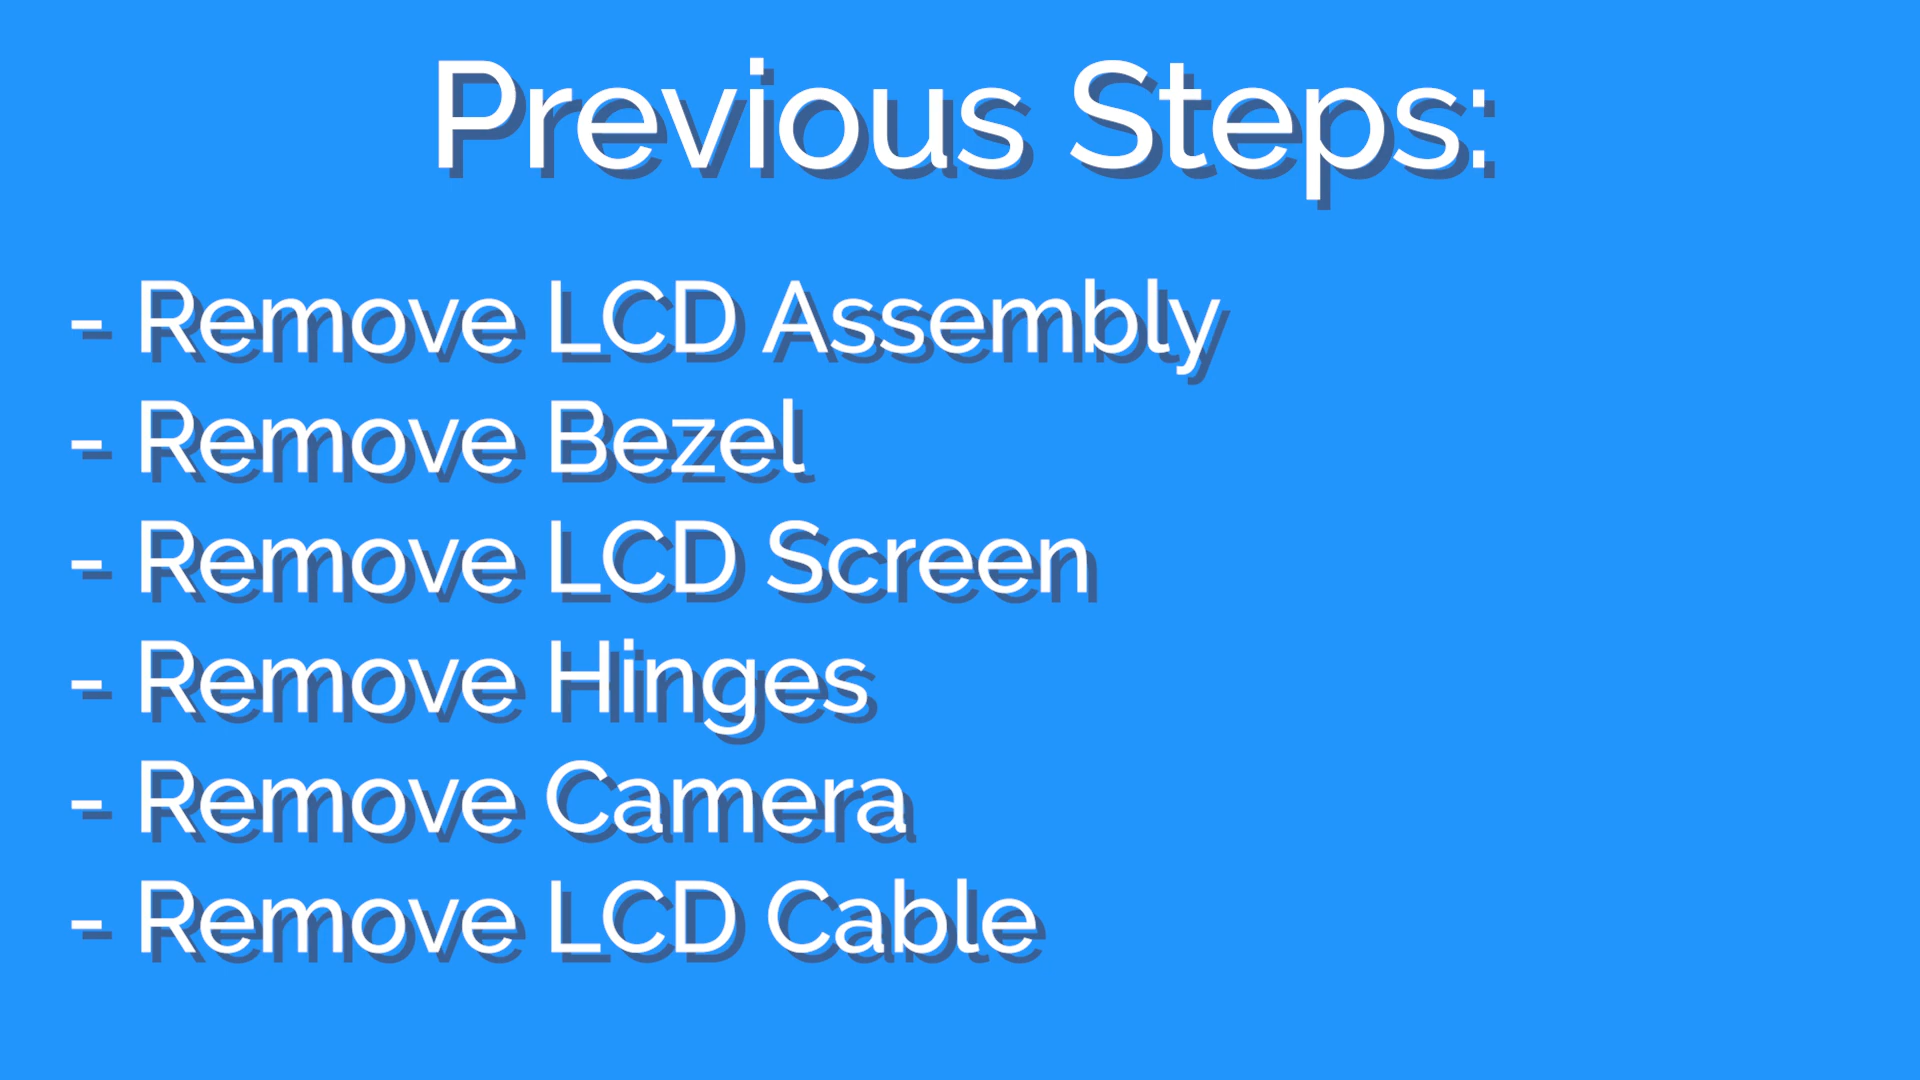 Previous Steps:
- Remove LCD Assembly
- Remove Bezel
- Remove LCD Screen
- Remove Hinges
- Remove Camera
- Remove LCD Cable